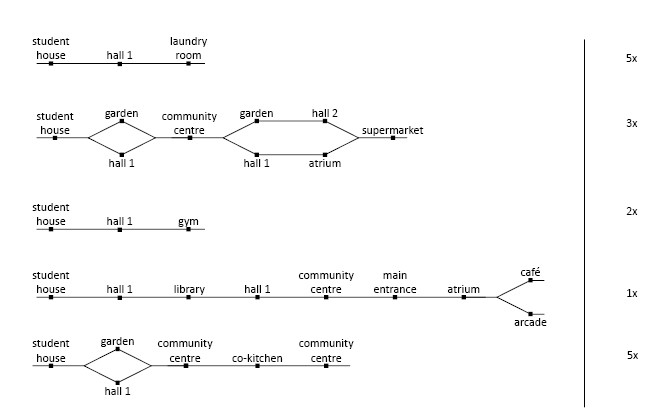 student laundry
house hall 1 room 5x
garden garden hall 2
student community
house centre supermarket 3x
hall 1 hall 1 atrium
student
house hall 1 gym 2x
student community main café
house hall 1 library hall 1 centre entrance atrium 1x
arcade
garden
student community community
house centre co-kitchen centre 5x
hall 1